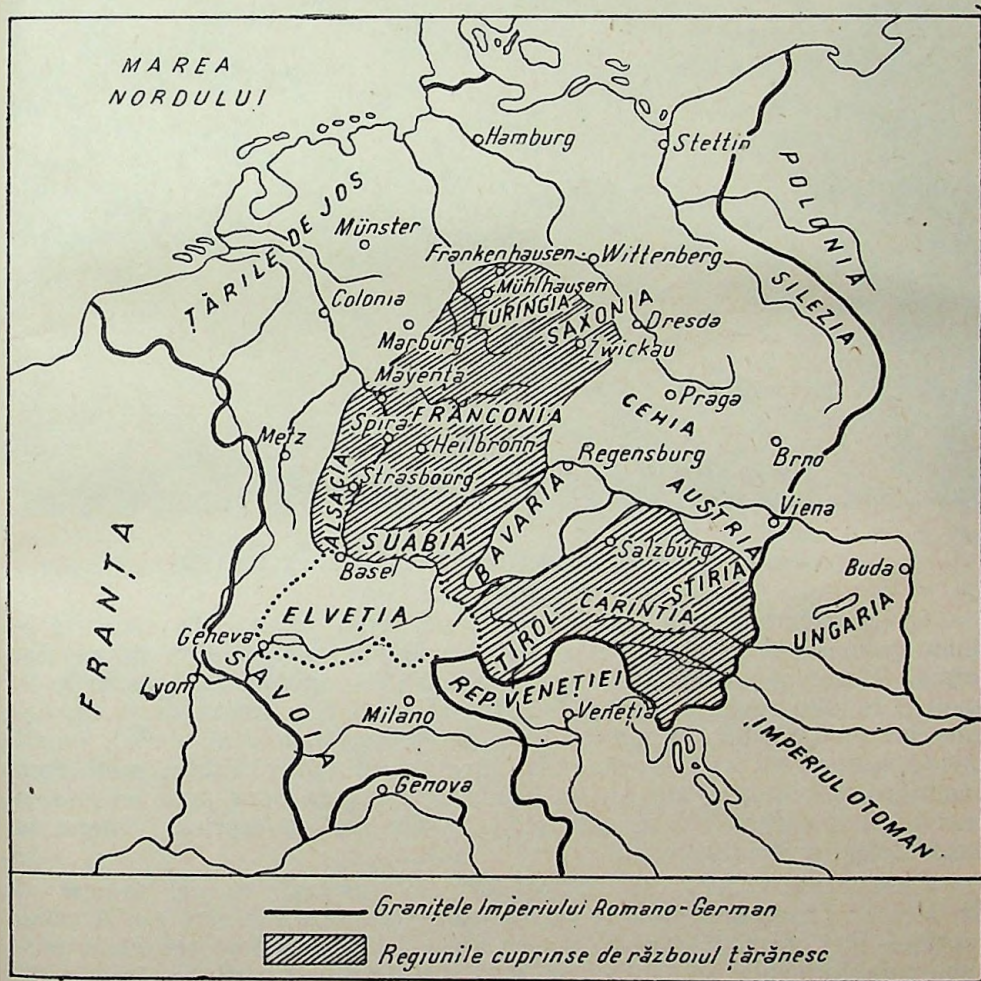 MAREA
NORDULUI
Hamburg
Stettin
POLONIA
ȚĂRILE DE JOS
Münster
Frankenhausen
Wittenberg
Mühlhausen
TURINGIA
SAXONIA
SILEZIA
Colonia
Dresda
Marburg
Zwickau
Mayenta
Praga
FRANCONIA
CEHIA
Spira
Metz
Heilbronn
Regensburg
Brno
Strasbourg
ALSACIA
BAVARIA
AUSTRIA
Viena
FRANȚA
SUABIA
Salzburg
Basel
STIRIA
Buda
ELVEȚIA
CARINTIA
UNGARIA
Geneva
TIROL
SAVOIA
Lyon
REP. VENEȚIEI
Milano
Veneția
IMPERIUL OTOMAN
Genova
Granițele Imperiului Romano-German
Regiunile cuprinse de războiul țărănesc